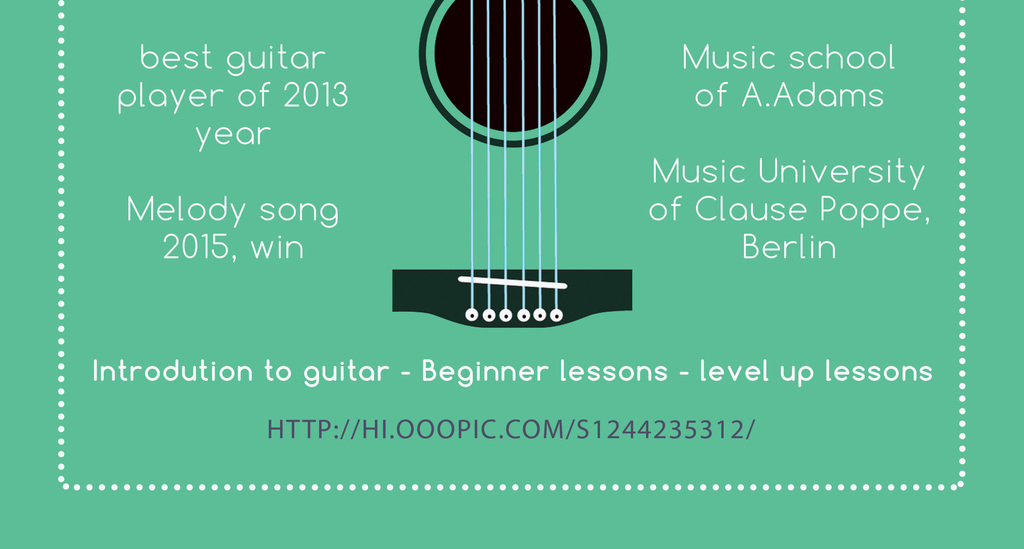 best guitar
player of 2013
year
Melody song
2015, win
Music school
of A.Adams
Music University
of Clause Poppe,
Berlin
Introdution to guitar - Beginner lessons - level up lessons
HTTP://HI.OOOPIC.COM/S1244235312/